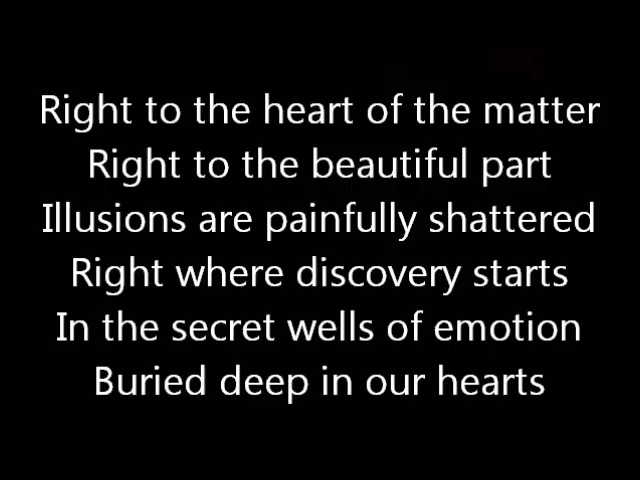 Right to the heart of the matter
Right to the beautiful part
Illusions are painfully shattered
Right where discovery starts
In the secret wells of emotion
Buried deep in our hearts